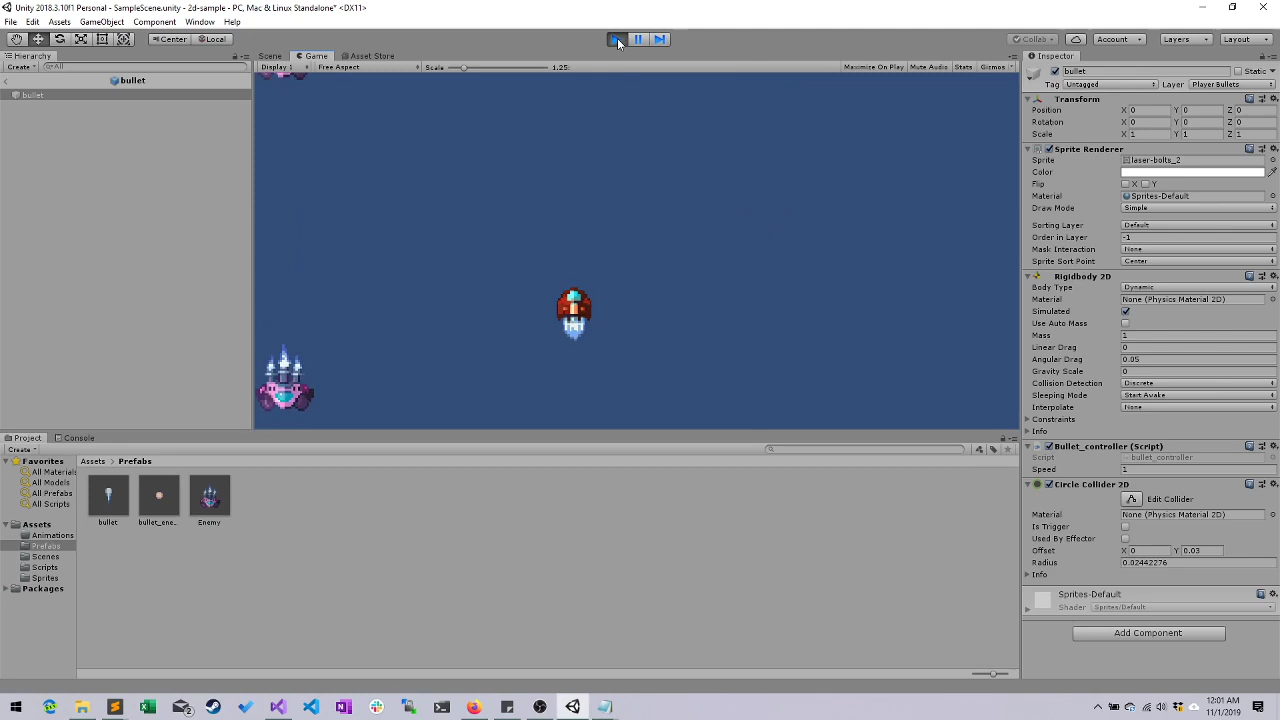 Unity 2018.3.10f1 Personal - SampleScene.unity - 2d-sample - PC, Mac & Linux Standalone* <DX11>
File Edit Assets GameObject Component Window Help
Center Local Collab Account Layers Layout
Hierarchy Scene Game Asset Store Inspector
Create All Display 1 Free Aspect Scale 1.25: Maximize On Play Mute Audio Stats Gizmos
bullet
bullet
bullet Static
Tag Untagged Layer Player Bullets
Transform
Position X 0 Y 0 Z 0
Rotation X 0 Y 0 Z 0
Scale X 1 Y 1 Z 1
Sprite Renderer
Sprite laser-bolts_2
Color
Flip X Y
Material Sprites-Default
Draw Mode Simple
Sorting Layer Default
Order in Layer -1
Mask Interaction None
Sprite Sort Point Center
Rigidbody 2D
Body Type Dynamic
Material None (Physics Material 2D)
Simulated
Use Auto Mass
Mass 1
Linear Drag 0
Angular Drag 0.05
Gravity Scale 0
Collision Detection Discrete
Sleeping Mode Start Awake
Interpolate None
Constraints
Info
Bullet_controller (Script)
Script bullet_controller
Speed 1
Circle Collider 2D
Edit Collider
Material None (Physics Material 2D)
Is Trigger
Used By Effector
Offset X 0 Y 0.03
Radius 0.02442276
Info
Sprites-Default
Shader Sprites/Default
Add Component
Project Console
Create
Favorites
All Materials
All Models
All Prefabs
All Scripts
Assets
Animations
Prefabs
Scenes
Scripts
Sprites
Packages
Assets Prefabs
bullet bullet_ene... Enemy
2
12:01 AM
11/1/2019